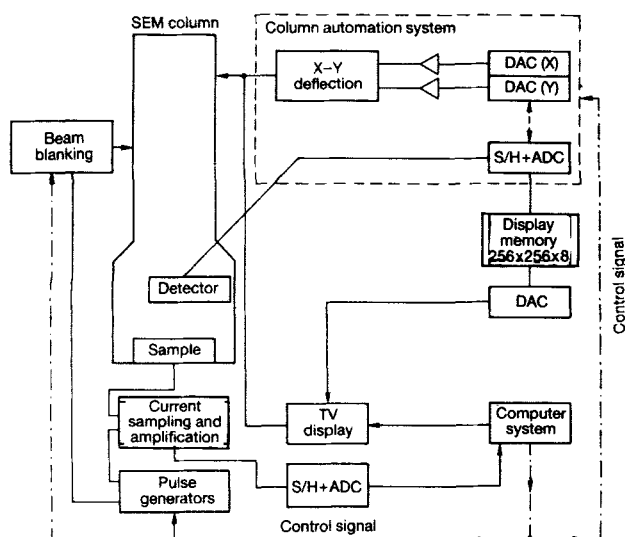 SEM column
Column automation system
X–Y
deflection
DAC (X)
DAC (Y)
Beam
blanking
S/H+ADC
Display
memory
256x256x8
Detector
DAC
Control signal
Sample
Current
sampling and
amplification
TV
display
Computer
system
Pulse
generators
S/H+ADC
Control signal